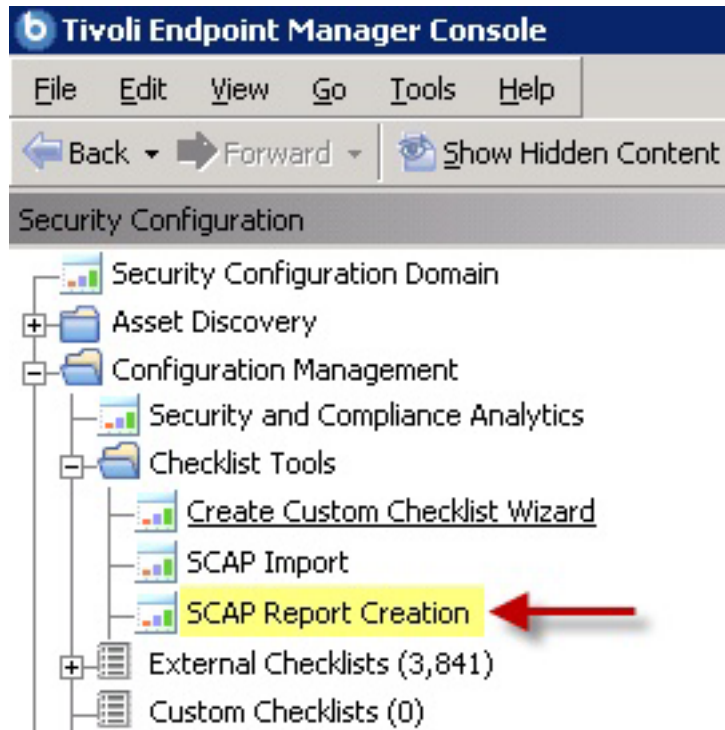 Tivoli Endpoint Manager Console
File Edit View Go Tools Help
Back Forward Show Hidden Content
Security Configuration
Security Configuration Domain
Asset Discovery
Configuration Management
Security and Compliance Analytics
Checklist Tools
Create Custom Checklist Wizard
SCAP Import
SCAP Report Creation
External Checklists (3,841)
Custom Checklists (0)